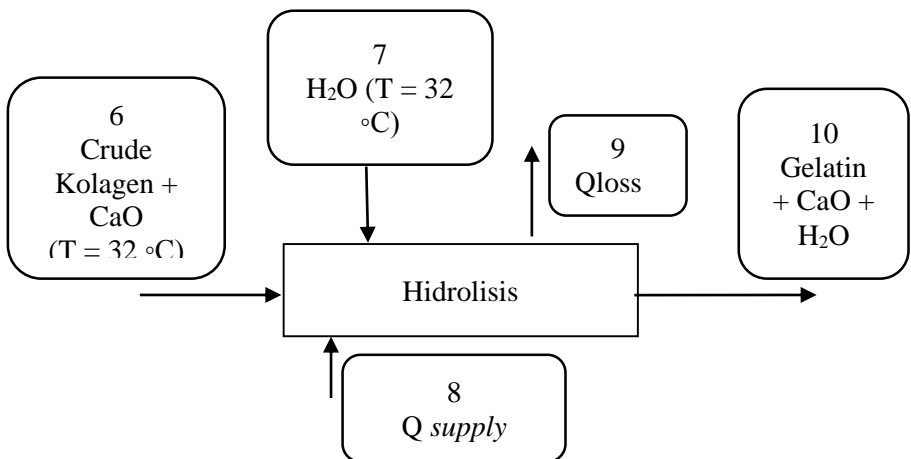 7
H₂O (T = 32
◦C)
6
Crude
Kolagen +
CaO
(T = 32 ◦C)
9
Qloss
10
Gelatin
+ CaO +
H₂O
Hidrolisis
8
Q supply